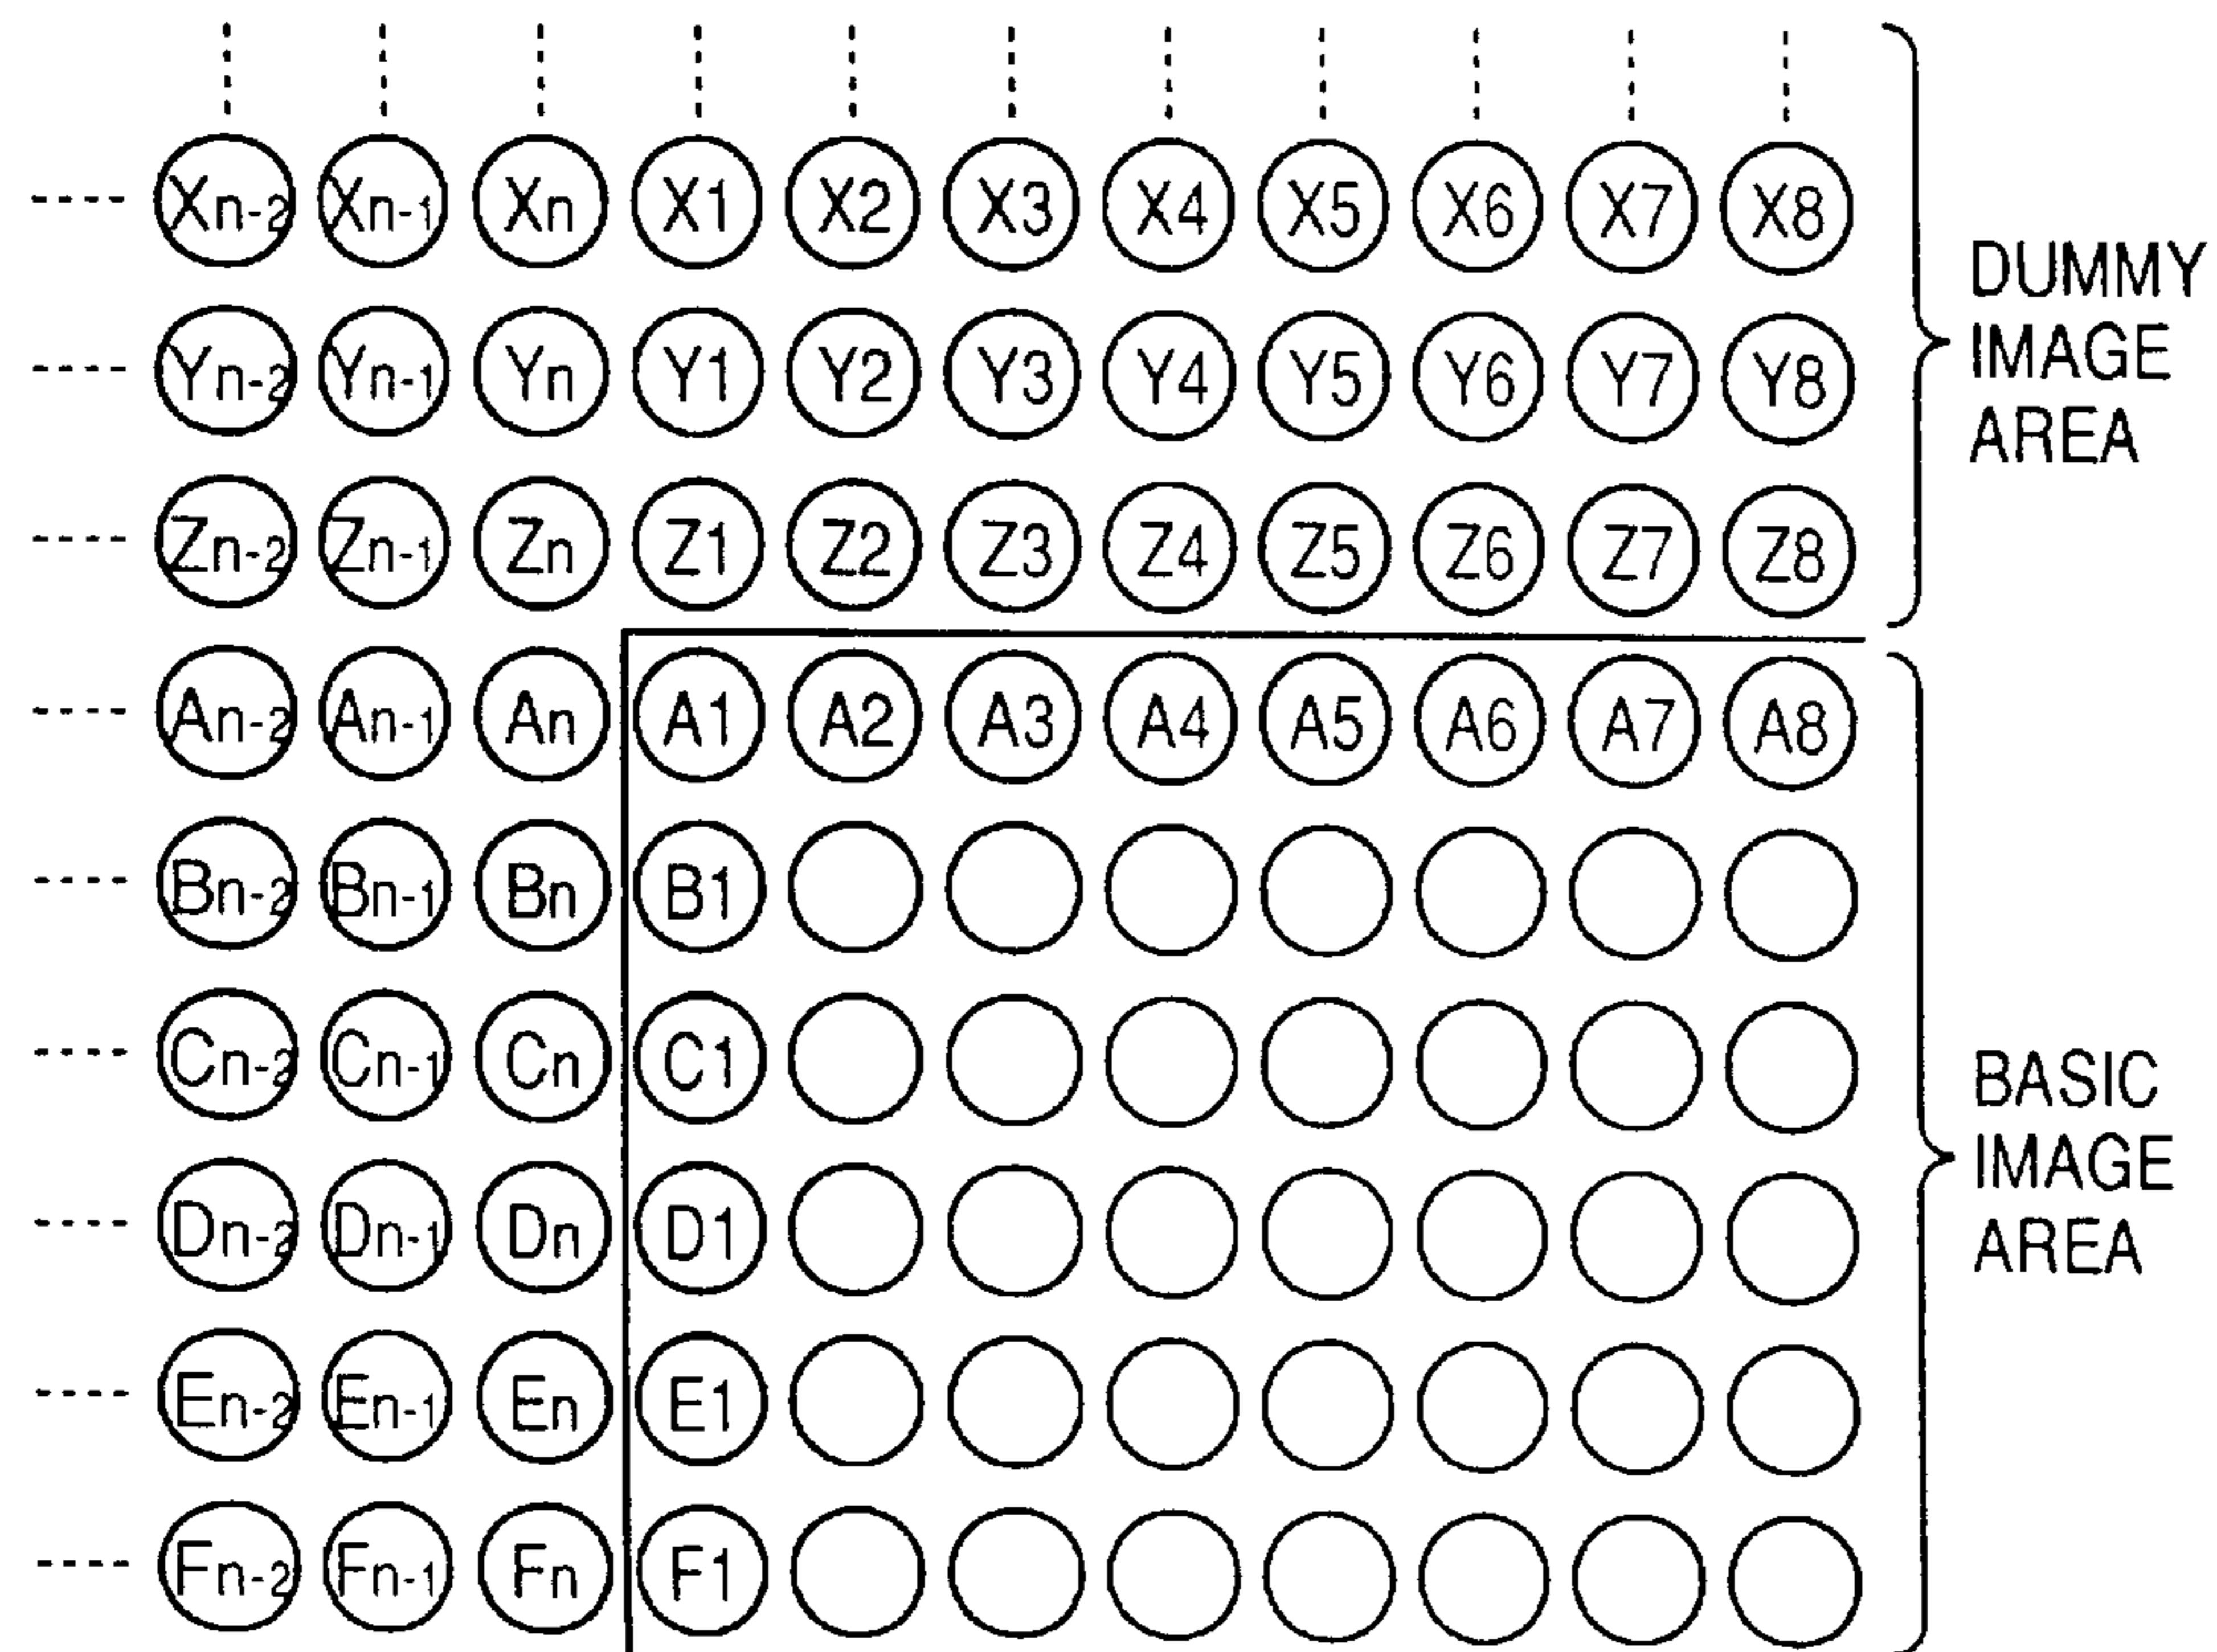 Xn-2 Xn-1 Xn X1 X2 X3 X4 X5 X6 X7 X8
Yn-2 Yn-1 Yn Y1 Y2 Y3 Y4 Y5 Y6 Y7 Y8
Zn-2 Zn-1 Zn Z1 Z2 Z3 Z4 Z5 Z6 Z7 Z8
DUMMY
IMAGE
AREA
An-2 An-1 An A1 A2 A3 A4 A5 A6 A7 A8
Bn-2 Bn-1 Bn B1
Cn-2 Cn-1 Cn C1
Dn-2 Dn-1 Dn D1
En-2 En-1 En E1
Fn-2 Fn-1 Fn F1
BASIC
IMAGE
AREA